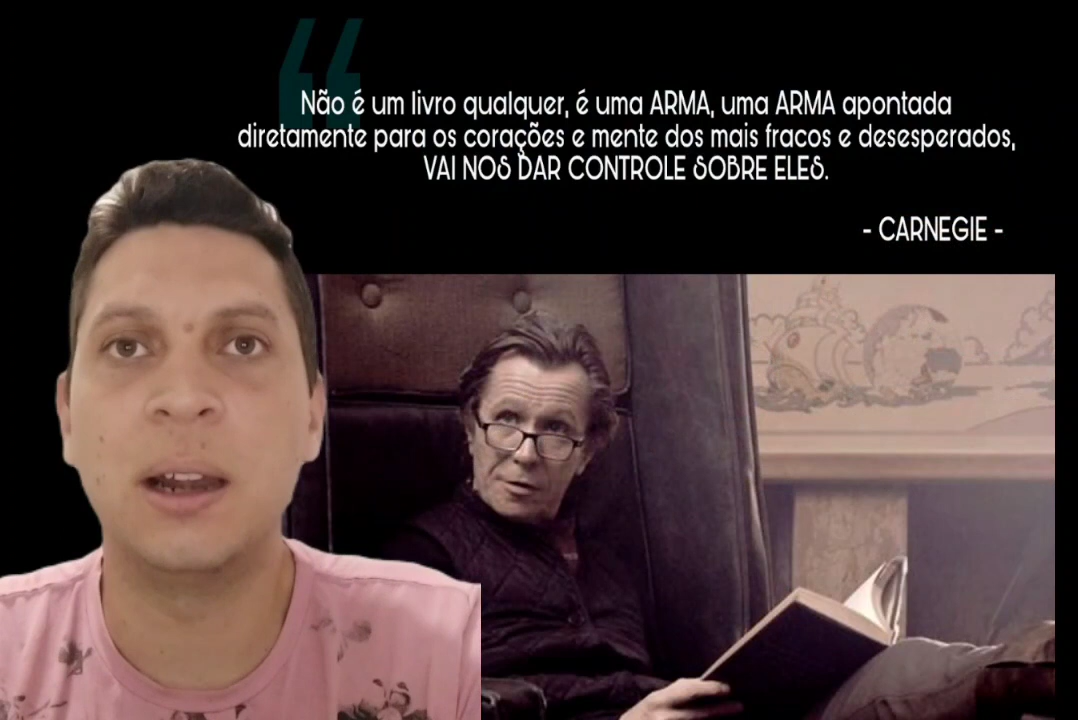 Não é um livro qualquer, é uma ARMA, uma ARMA apontada
diretamente para os corações e mente dos mais fracos e desesperados,
VAI NOS DAR CONTROLE SOBRE ELES.
- CARNEGIE -